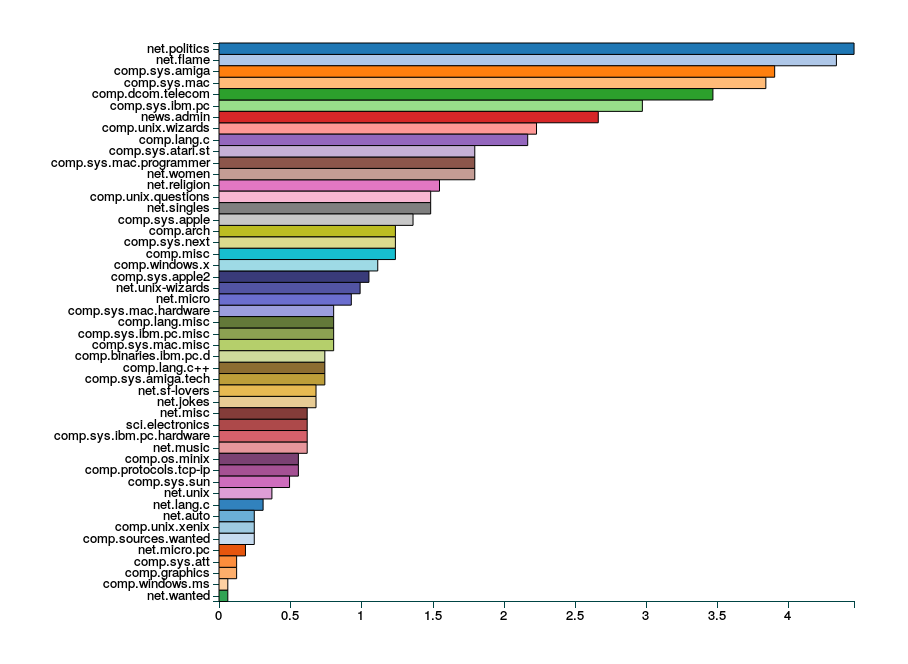 net.politics
net.flame
comp.sys.amiga
comp.sys.mac
comp.dcom.telecom
comp.sys.ibm.pc
news.admin
comp.unix.wizards
comp.lang.c
comp.sys.atari.st
comp.sys.mac.programmer
net.women
net.religion
comp.unix.questions
net.singles
comp.sys.apple
comp.arch
comp.sys.next
comp.misc
comp.windows.x
comp.sys.apple2
net.unix-wizards
net.micro
comp.sys.mac.hardware
comp.lang.misc
comp.sys.ibm.pc.misc
comp.sys.mac.misc
comp.binaries.ibm.pc.d
comp.lang.c++
comp.sys.amiga.tech
net.sf-lovers
net.jokes
net.misc
sci.electronics
comp.sys.ibm.pc.hardware
net.music
comp.os.minix
comp.protocols.tcp-ip
comp.sys.sun
net.unix
net.lang.c
net.auto
comp.unix.xenix
comp.sources.wanted
net.micro.pc
comp.sys.att
comp.graphics
comp.windows.ms
net.wanted
0 0.5 1 1.5 2 2.5 3 3.5 4